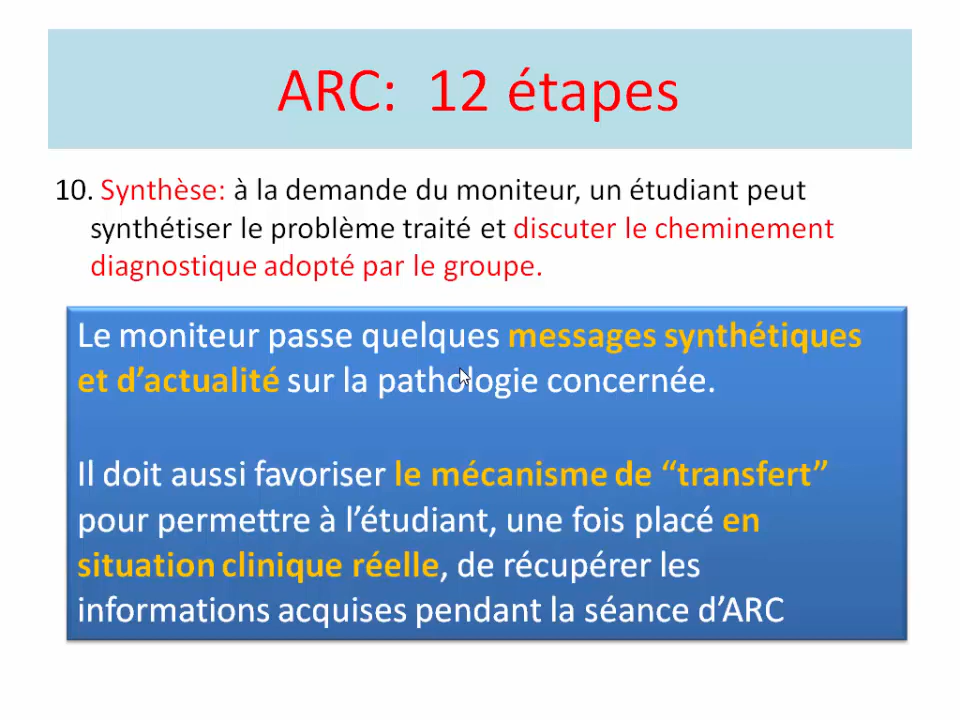 ARC: 12 étapes
10. Synthèse: à la demande du moniteur, un étudiant peut
synthétiser le problème traité et discuter le cheminement
diagnostique adopté par le groupe.
Le moniteur passe quelques messages synthétiques
et d’actualité sur la pathologie concernée.
Il doit aussi favoriser le mécanisme de “transfert”
pour permettre à l’étudiant, une fois placé en
situation clinique réelle, de récupérer les
informations acquises pendant la séance d’ARC